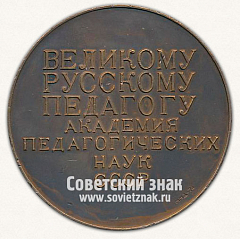 ВЕЛИКОМУ
РУССКОМУ
ПЕДАГОГУ
АКАДЕМИЯ
ПЕДАГОГИЧЕСКИХ
НАУК
СССР
Советский знак
www.sovietznak.ru